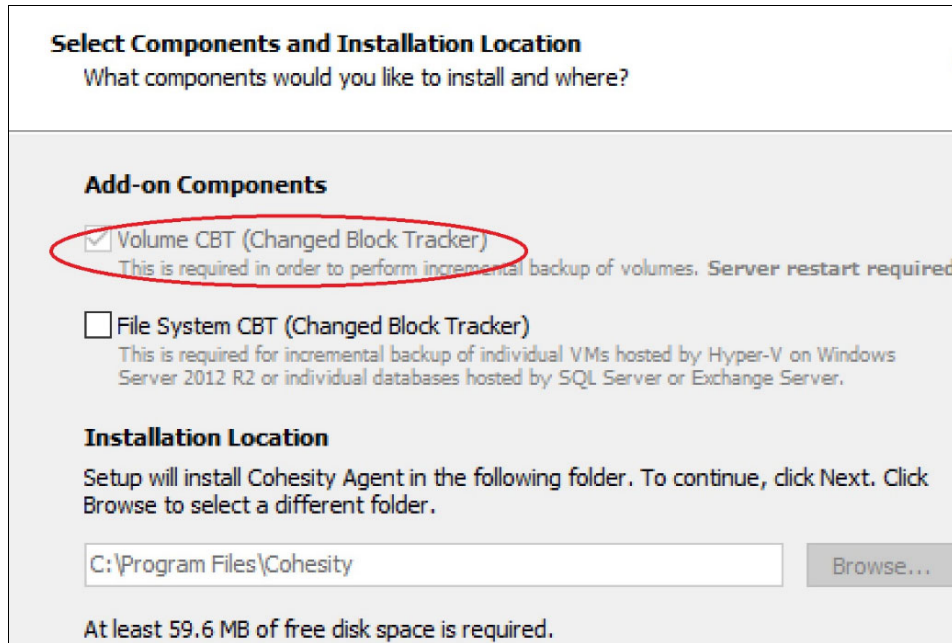 Select Components and Installation Location
What components would you like to install and where?
Add-on Components
Volume CBT (Changed Block Tracker)
This is required in order to perform incremental backup of volumes. Server restart required
File System CBT (Changed Block Tracker)
This is required for incremental backup of individual VMs hosted by Hyper-V on Windows
Server 2012 R2 or individual databases hosted by SQL Server or Exchange Server.
Installation Location
Setup will install Cohesity Agent in the following folder. To continue, click Next. Click
Browse to select a different folder.
C:\Program Files\Cohesity
Browse...
At least 59.6 MB of free disk space is required.